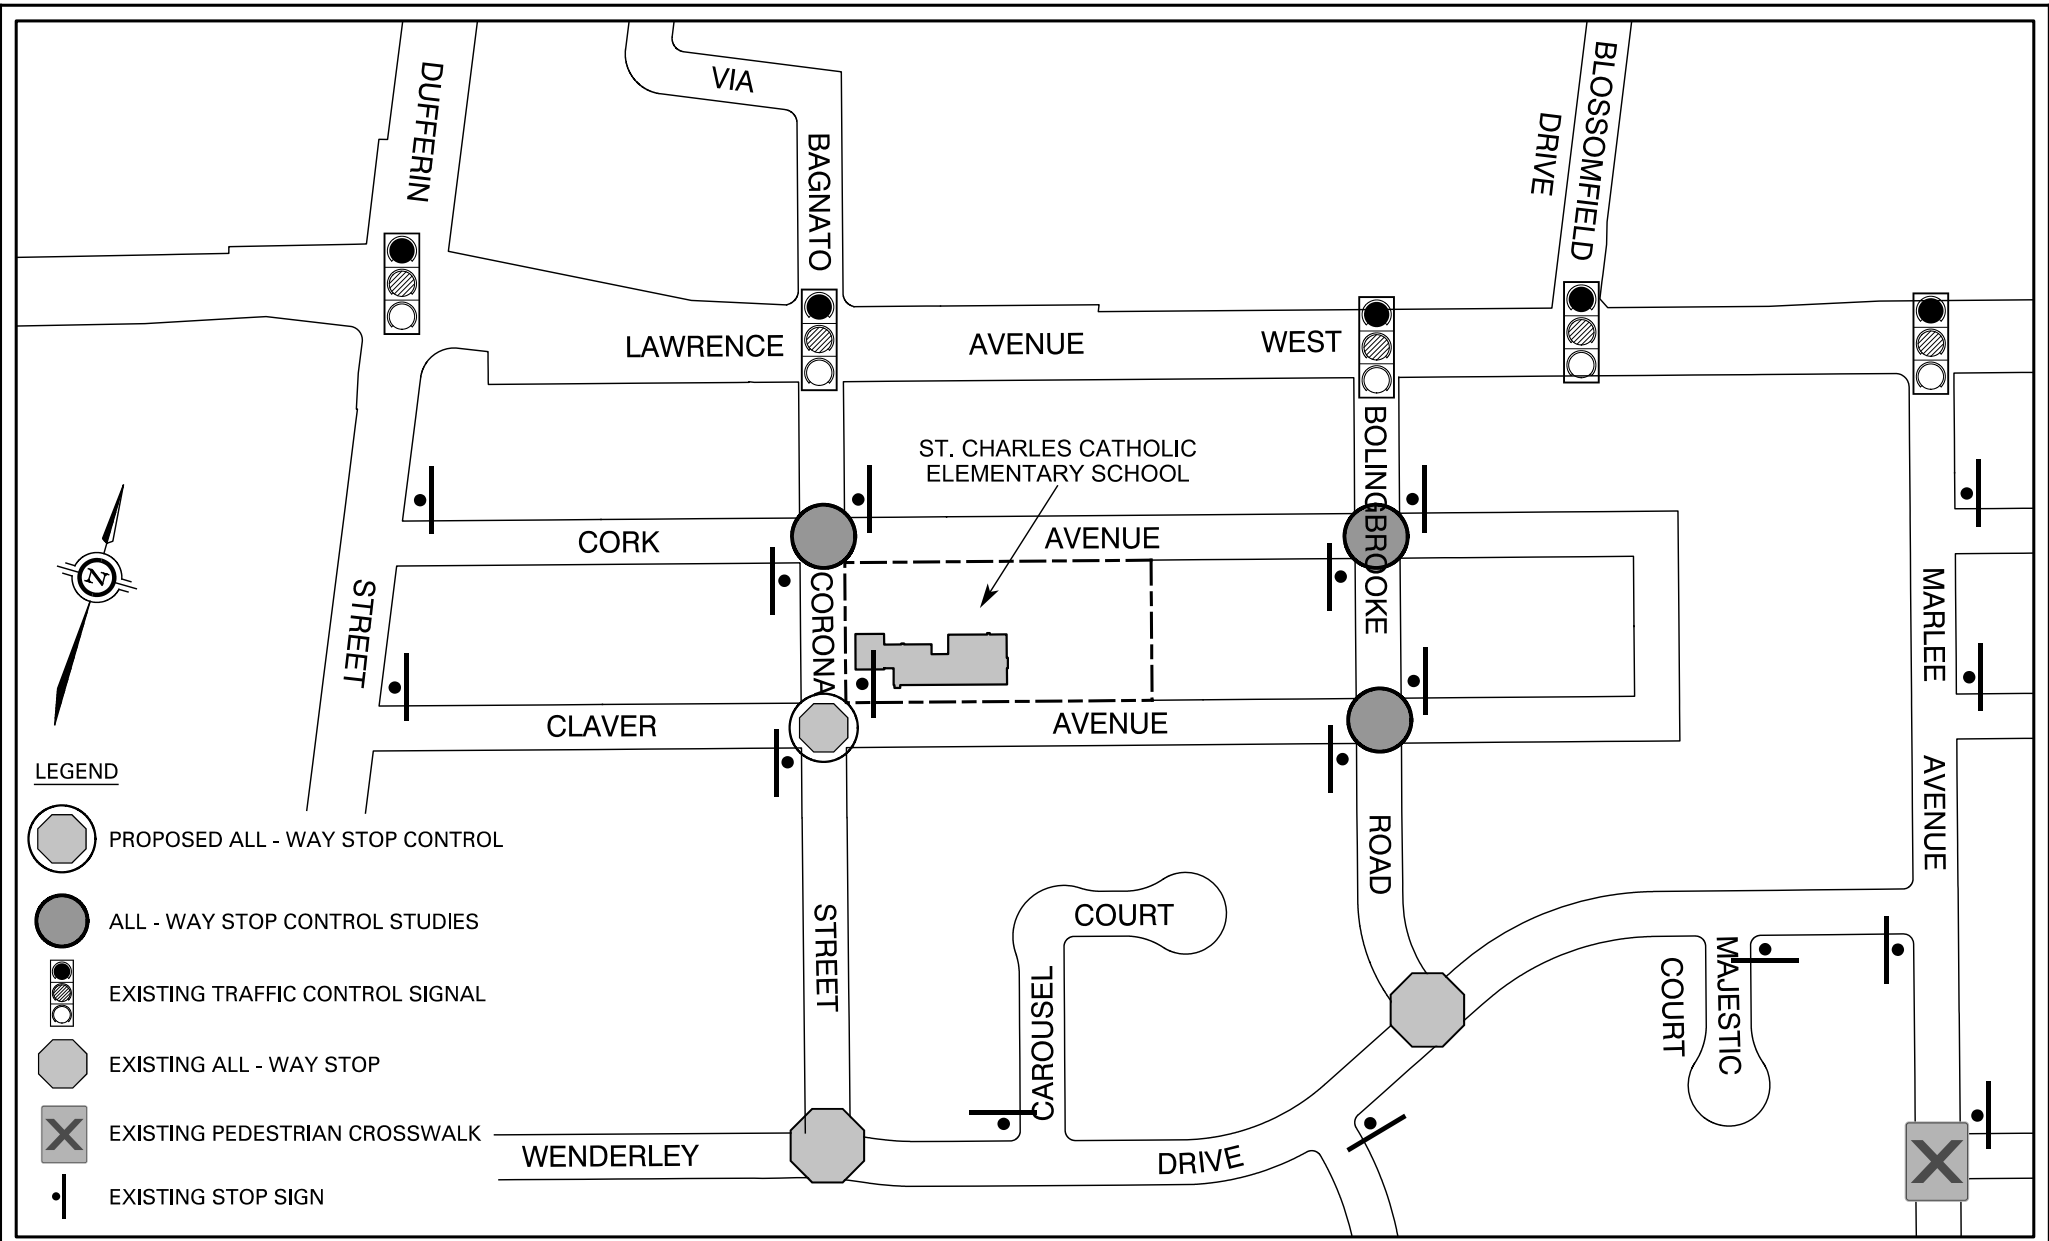 DUFFERIN
STREET
VIA
BAGNATO
BLOSSOMFIELD
DRIVE
LAWRENCE AVENUE WEST
ST. CHARLES CATHOLIC
ELEMENTARY SCHOOL
BOLINGBROKE
ROAD
CORK AVENUE
CORONA
STREET
CLAVER AVENUE
MARLEE
AVENUE
N
COURT
CAROUSEL
COURT
MAJESTIC
WENDERLEY DRIVE
LEGEND
PROPOSED ALL - WAY STOP CONTROL
ALL - WAY STOP CONTROL STUDIES
EXISTING TRAFFIC CONTROL SIGNAL
EXISTING ALL - WAY STOP
EXISTING PEDESTRIAN CROSSWALK
EXISTING STOP SIGN